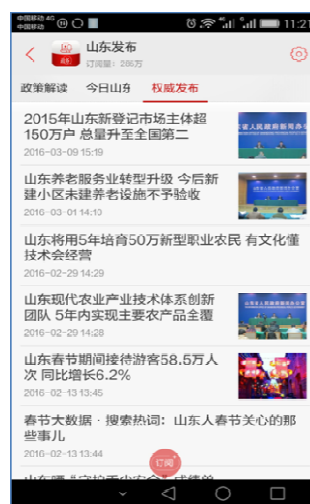 中国移动4G
中国移动
11:21
山东发布
订阅量：266万
政策解读 今日山东 权威发布
2015年山东新登记市场主体超
150万户 总量升至全国第二
2016-03-09 15:19
山东养老服务业转型升级 今后新
建小区未建养老设施不予验收
2016-03-01 14:10
山东将用5年培育50万新型职业农民 有文化懂
技术会经营
2016-02-29 14:29
山东现代农业产业技术体系创新
团队 5年内实现主要农产品全覆
2016-02-29 14:28
山东春节期间接待游客58.5万人
次 同比增长6.2%
2016-02-13 13:45
春节大数据·搜索热词：山东人春节关心的那
些事儿
2016-02-13 13:44
订阅